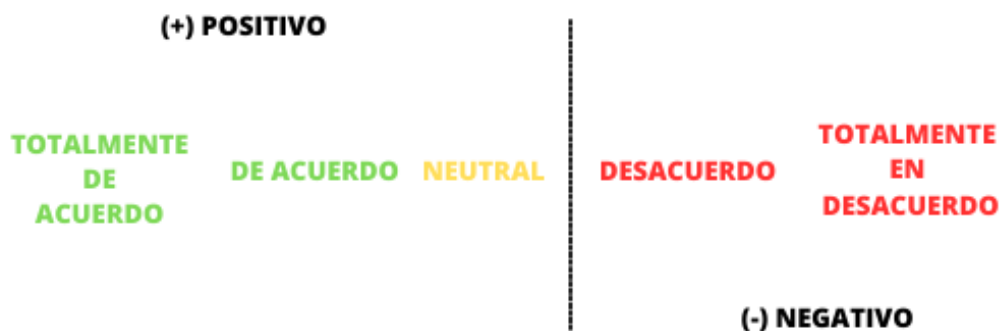 (+) POSITIVO
TOTALMENTE
DE
ACUERDO
DE ACUERDO
NEUTRAL
DESACUERDO
TOTALMENTE
EN
DESACUERDO
(-) NEGATIVO